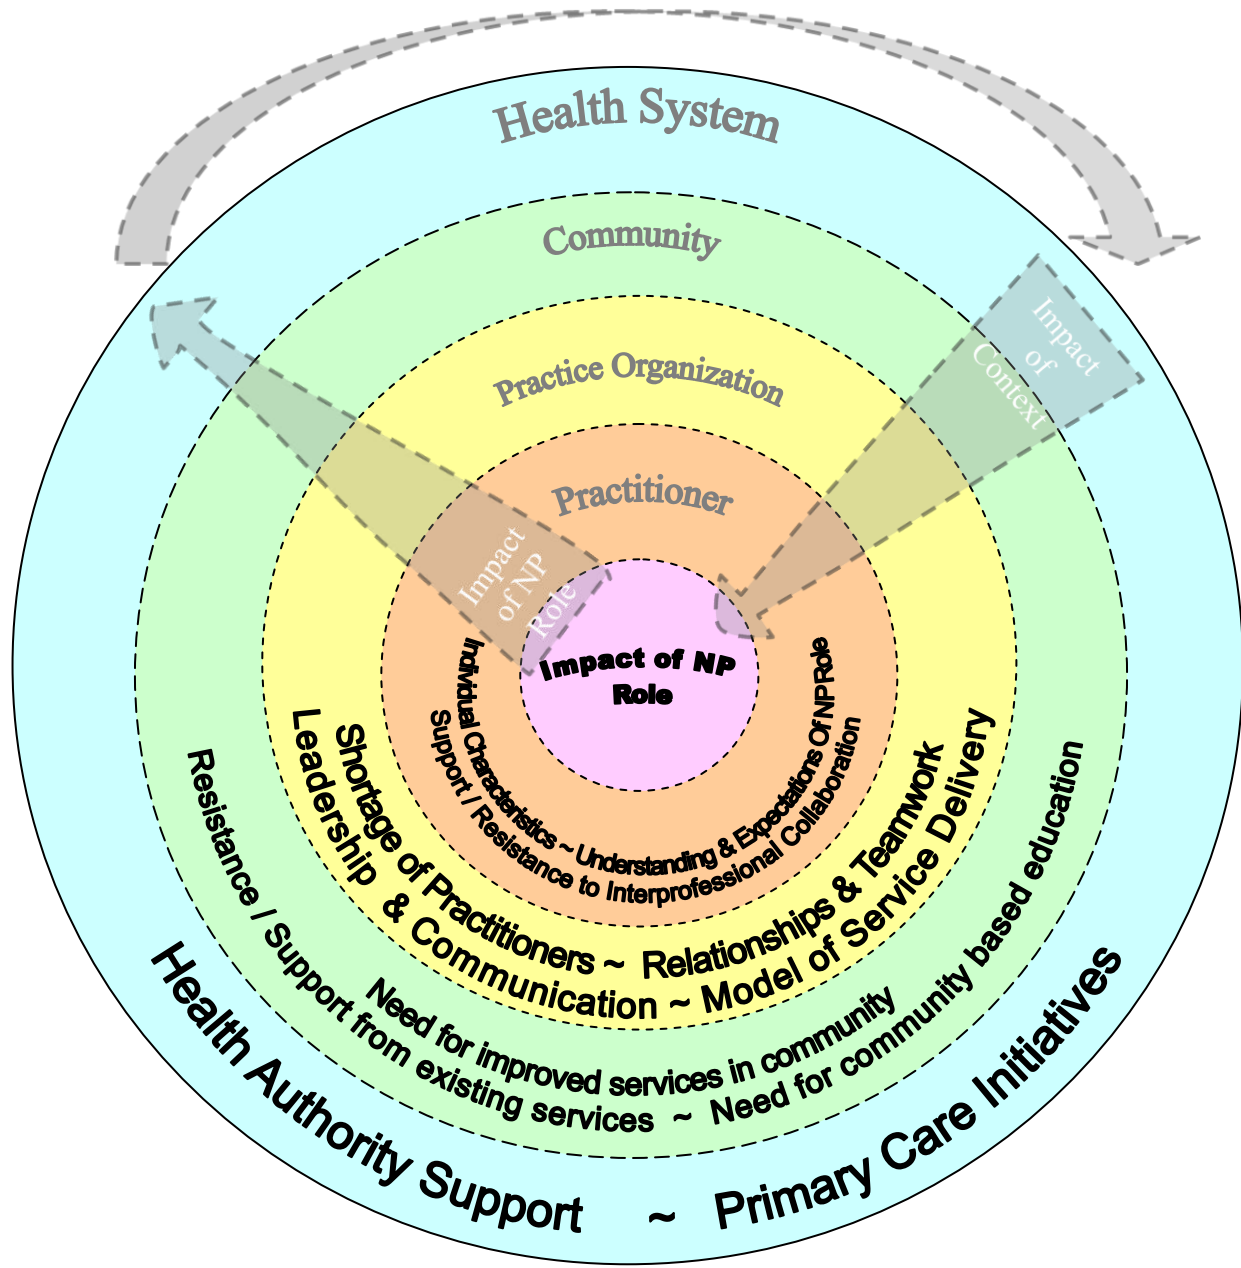 Health System
Community
Practice Organization
Practitioner
Impact
of
Context
Impact
of NP
Role
Impact of NP
Role
Individual Characteristics ~ Understanding & Expectations Of NP Role
Support / Resistance to Interprofessional Collaboration
Shortage of Practitioners ~ Relationships & Teamwork
Leadership & Communication ~ Model of Service Delivery
Need for improved services in community
Resistance / Support from existing services ~ Need for community based education
Health Authority Support ~ Primary Care Initiatives